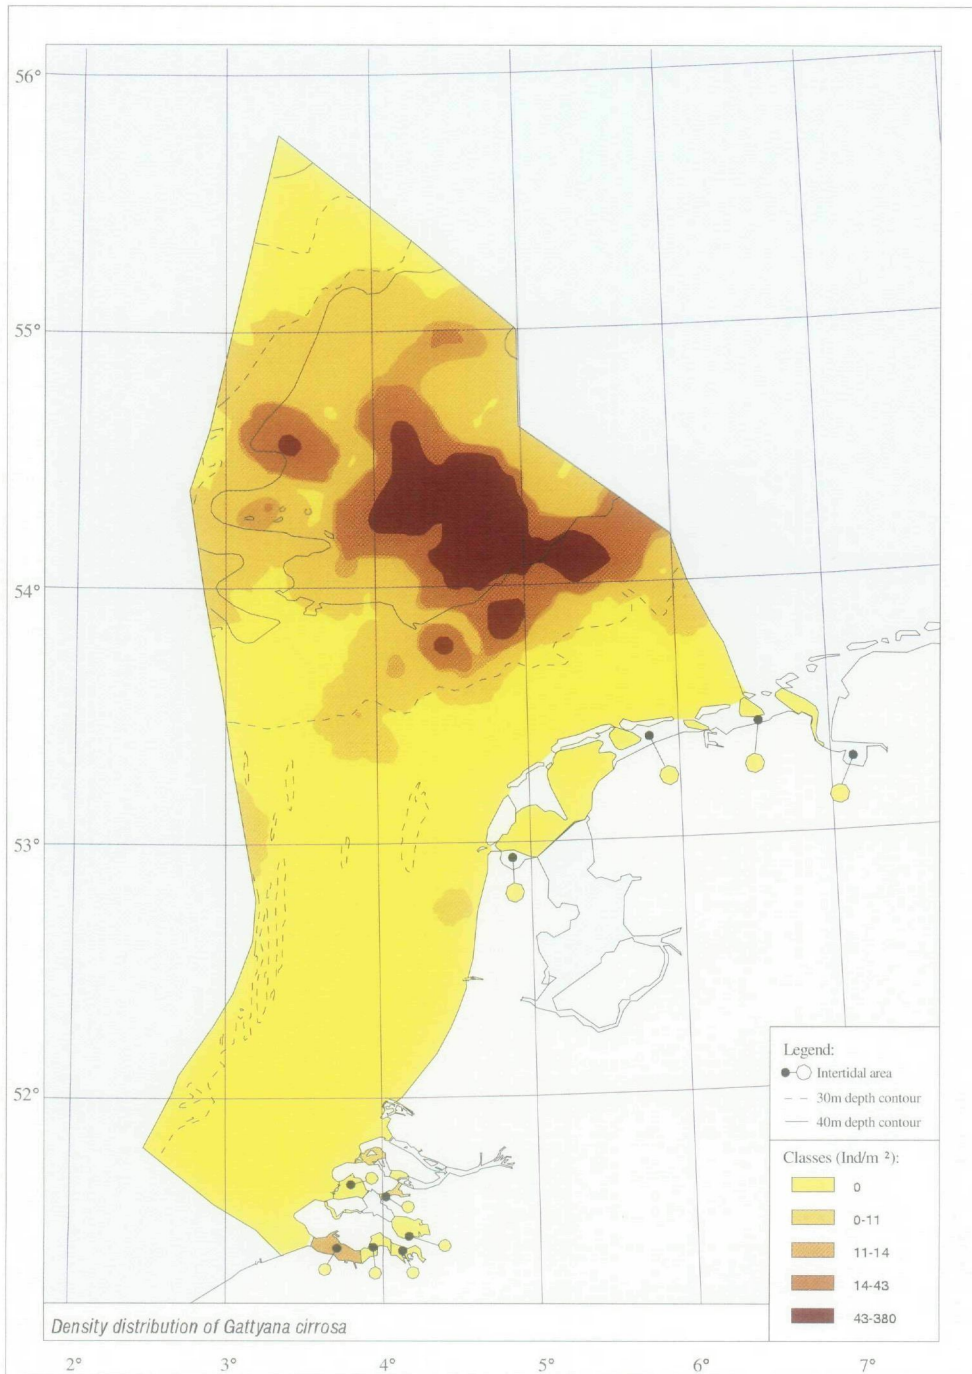 56°
55°
54°
53°
52°
Legend:
Intertidal area
30m depth contour
40m depth contour
Classes (Ind/m ²):
0
0-11
11-14
14-43
43-380
Density distribution of Gattyana cirrosa
2° 3° 4° 5° 6° 7°